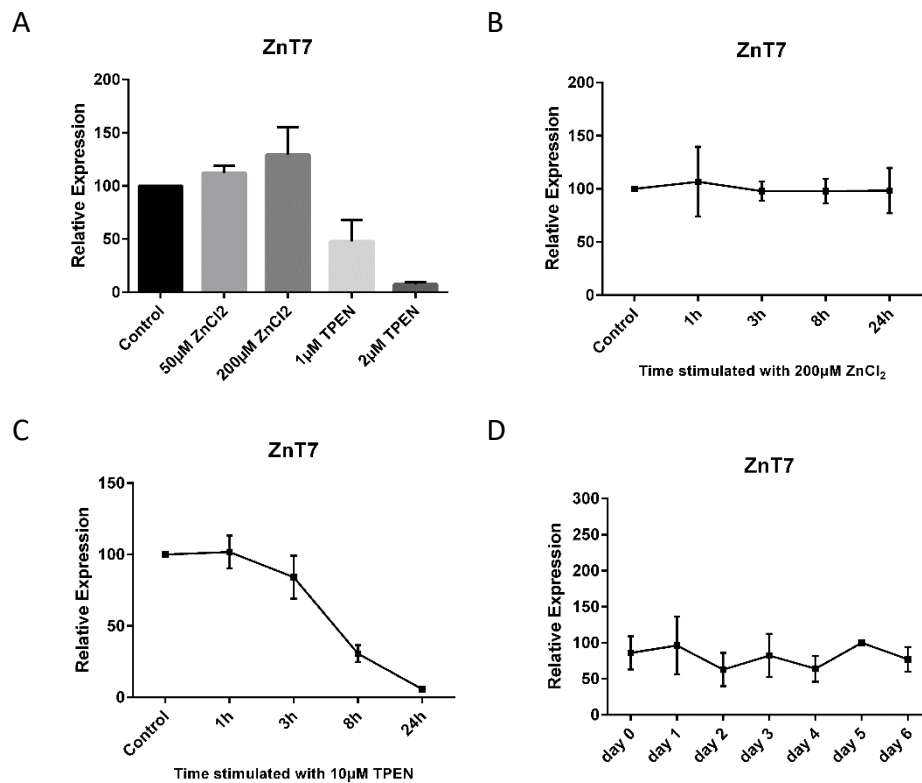 A
ZnT7
Relative Expression
200
150
100
50
0
Control
50µM ZnCl2
200µM ZnCl2
1µM TPEN
2µM TPEN
B
ZnT7
Relative Expression
200
150
100
50
0
Control
1h
3h
8h
24h
Time stimulated with 200µM ZnCl₂
C
ZnT7
Relative Expression
150
100
50
0
Control
1h
3h
8h
24h
Time stimulated with 10µM TPEN
D
ZnT7
Relative Expression
300
250
200
150
100
50
0
day 0
day 1
day 2
day 3
day 4
day 5
day 6